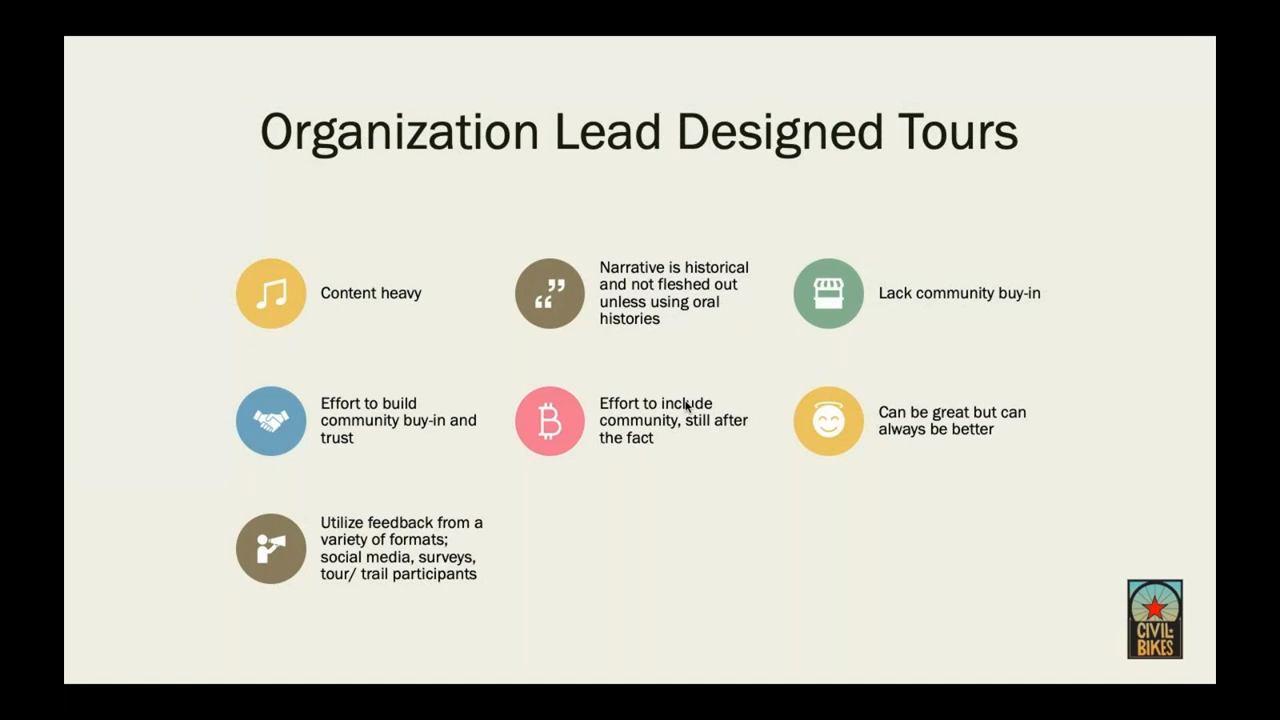 Organization Lead Designed Tours
Content heavy
Narrative is historical
and not fleshed out
unless using oral
histories
Lack community buy-in
Effort to build
community buy-in and
trust
Effort to include
community, still after
the fact
Can be great but can
always be better
Utilize feedback from a
variety of formats;
social media, surveys,
tour/ trail participants
CIVIL
BIKES